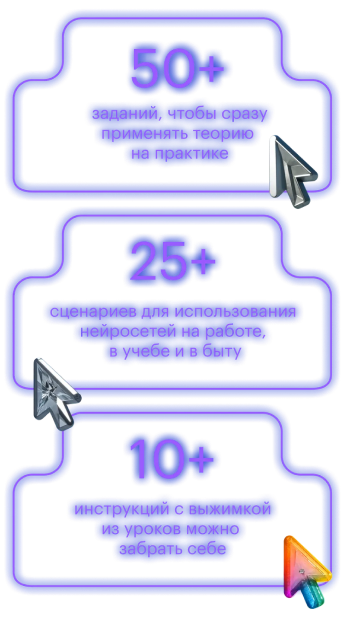 50+
заданий, чтобы сразу
применять теорию
на практике
25+
сценариев для использования
нейросетей на работе,
в учебе и в быту
10+
инструкций с выжимкой
из уроков можно
забрать себе